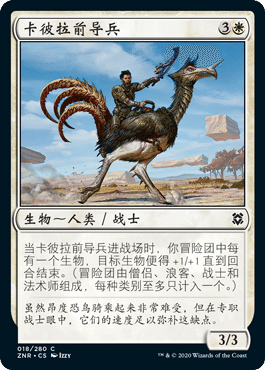 卡彼拉前导兵 3
生物～人类／战士
当卡彼拉前导兵进战场时，你冒险团中每
有一个生物，目标生物便得+1/+1直到回
合结束。（冒险团由僧侣、浪客、战士和
法术师组成，每种类别至多只计入一个。）
虽然昂度恐鸟骑乘起来非常难受，但在专职
战士眼中，它们的速度足以弥补这缺点。
3/3
018/280 C
ZNR • CS Izzy
™ & © 2020 Wizards of the Coast